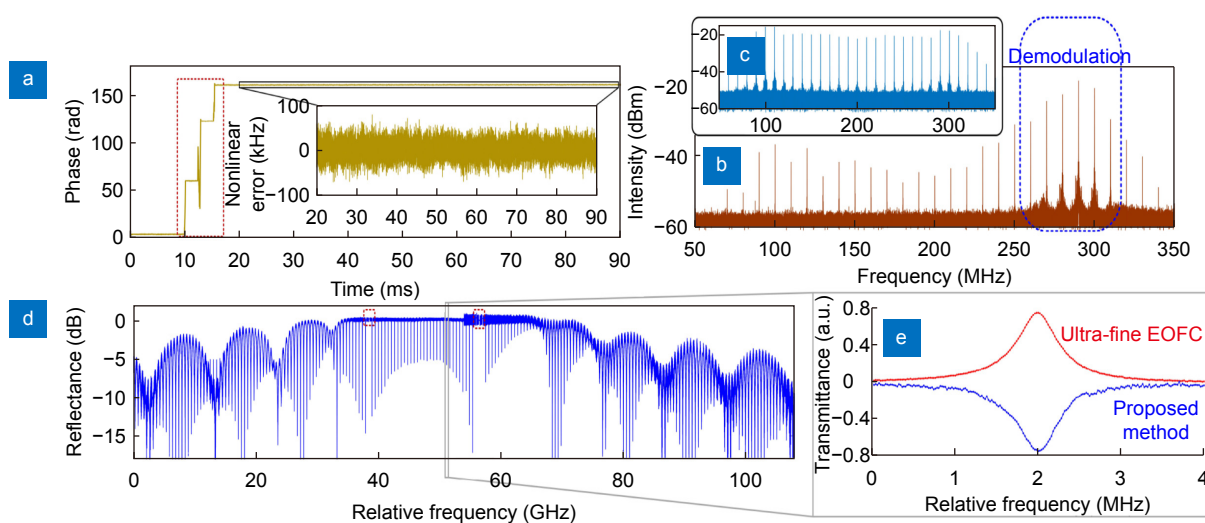 a
Phase (rad)
150
100
50
0
0 10 20 30 40 50 60 70 80 90
Time (ms)
Nonlinear
error (kHz)
100
0
−100
20 30 40 50 60 70 80 90
c
−20
−40
−60
100 200 300
Demodulation
b
Intensity (dBm)
−20
−40
−60
50 100 150 200 250 300 350
Frequency (MHz)
d
Reflectance (dB)
0
−5
−10
−15
0 20 40 60 80 100
Relative frequency (GHz)
e
Transmittance (a.u.)
0.8
0.4
0
−0.4
−0.8
Ultra-fine EOFC
Proposed
method
0 1 2 3 4
Relative frequency (MHz)